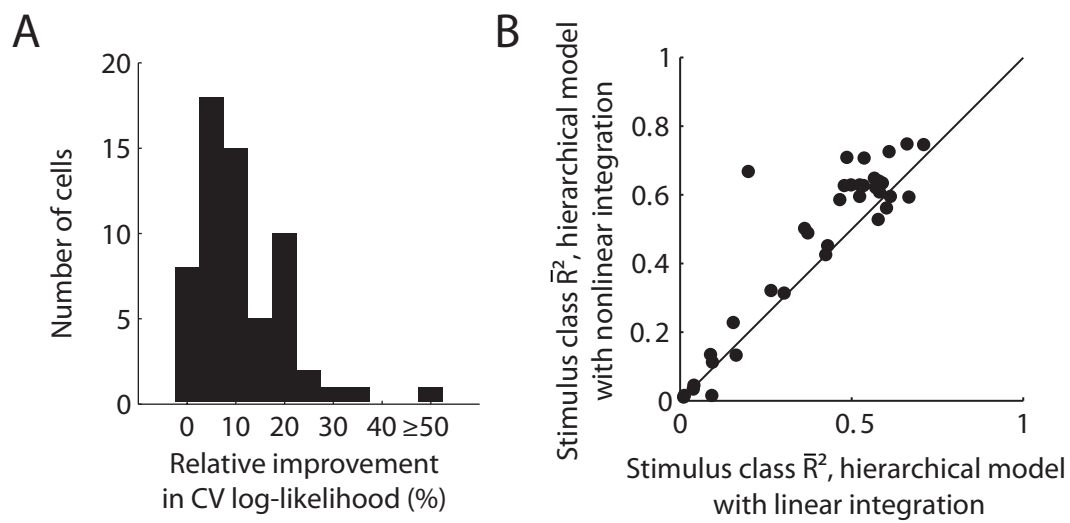 A
20
15
10
5
0
Number of cells
0 10 20 30 40 ≥50
Relative improvement
in CV log-likelihood (%)
B
1
0.8
0.6
0.4
0.2
0
Stimulus class R̄², hierarchical model
with nonlinear integration
0 0.5 1
Stimulus class R̄², hierarchical model
with linear integration